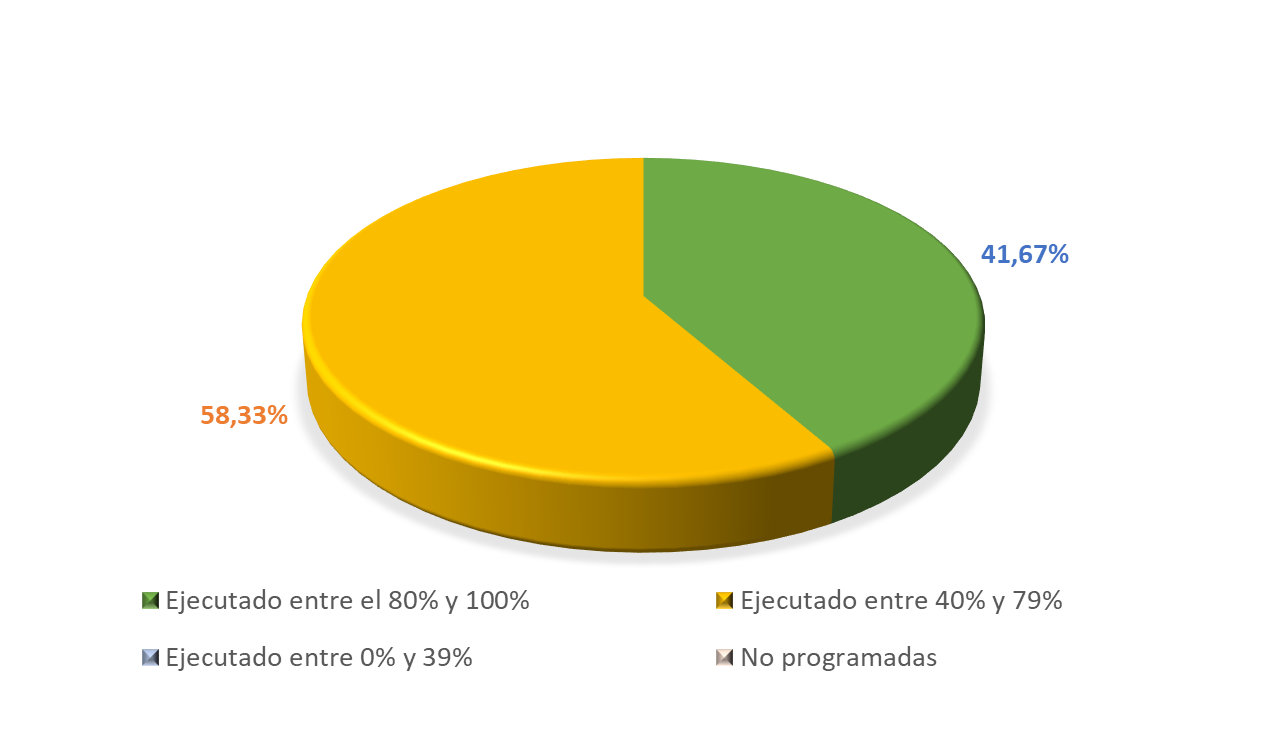 41,67%
58,33%
Ejecutado entre el 80% y 100%
Ejecutado entre 40% y 79%
Ejecutado entre 0% y 39%
No programadas